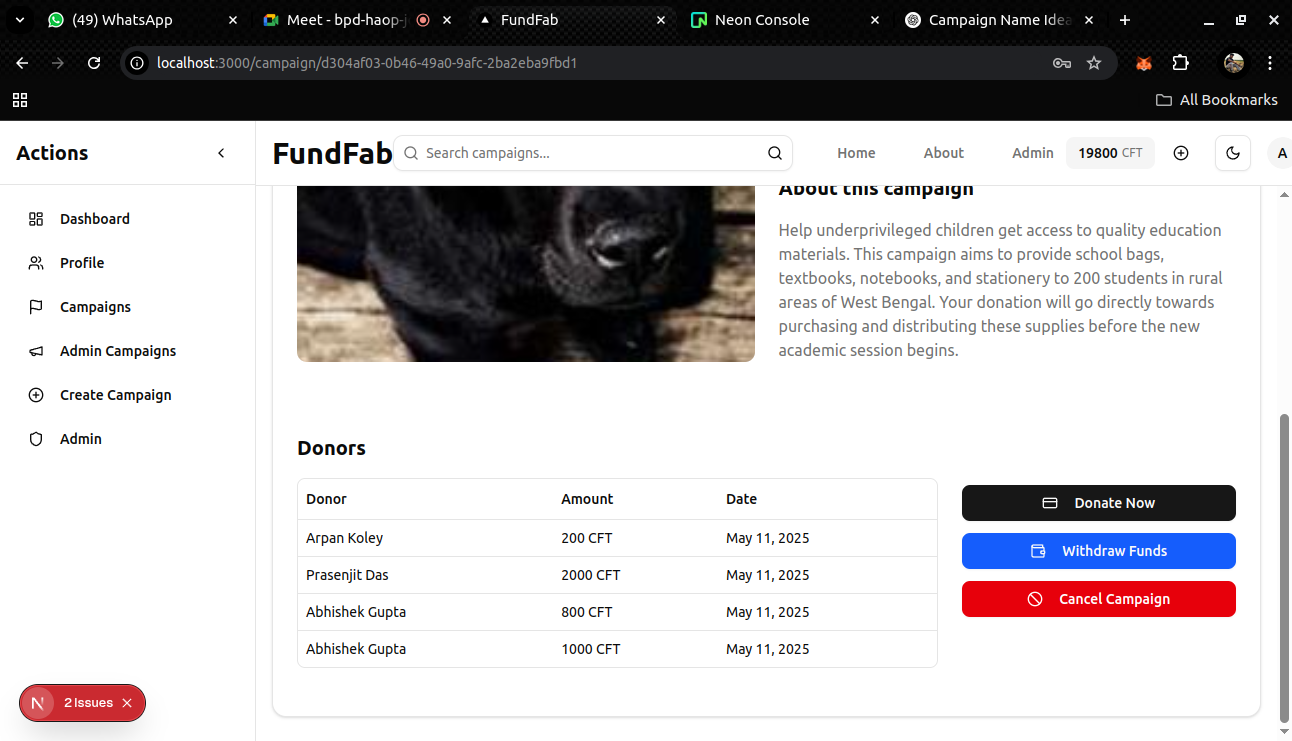 (49) WhatsApp
Meet - bpd-haop-j
FundFab
Neon Console
Campaign Name Idea
localhost:3000/campaign/d304af03-0b46-49a0-9afc-2ba2eba9fbd1
All Bookmarks
Actions
FundFab
Search campaigns...
Home
About
Admin
19800 CFT
A
Dashboard
Profile
Campaigns
Admin Campaigns
Create Campaign
Admin
About this campaign
Help underprivileged children get access to quality education
materials. This campaign aims to provide school bags,
textbooks, notebooks, and stationery to 200 students in rural
areas of West Bengal. Your donation will go directly towards
purchasing and distributing these supplies before the new
academic session begins.
Donors
Donor Amount Date
Arpan Koley 200 CFT May 11, 2025
Prasenjit Das 2000 CFT May 11, 2025
Abhishek Gupta 800 CFT May 11, 2025
Abhishek Gupta 1000 CFT May 11, 2025
Donate Now
Withdraw Funds
Cancel Campaign
N 2 Issues